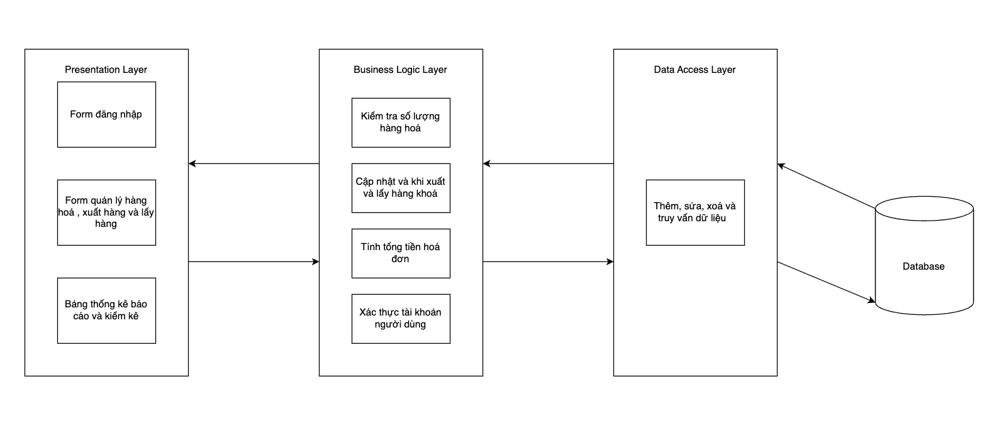 Presentation Layer
Form đăng nhập
Form quản lý hàng
hoá , xuất hàng và lấy
hàng
Bảng thống kê báo
cáo và kiểm kê
Business Logic Layer
Kiểm tra số lượng
hàng hoá
Cập nhật và khi xuất
và lấy hàng khoá
Tính tổng tiền hoá
đơn
Xác thực tài khoản
người dùng
Data Access Layer
Thêm, sửa, xoá và
truy vấn dữ liệu
Database